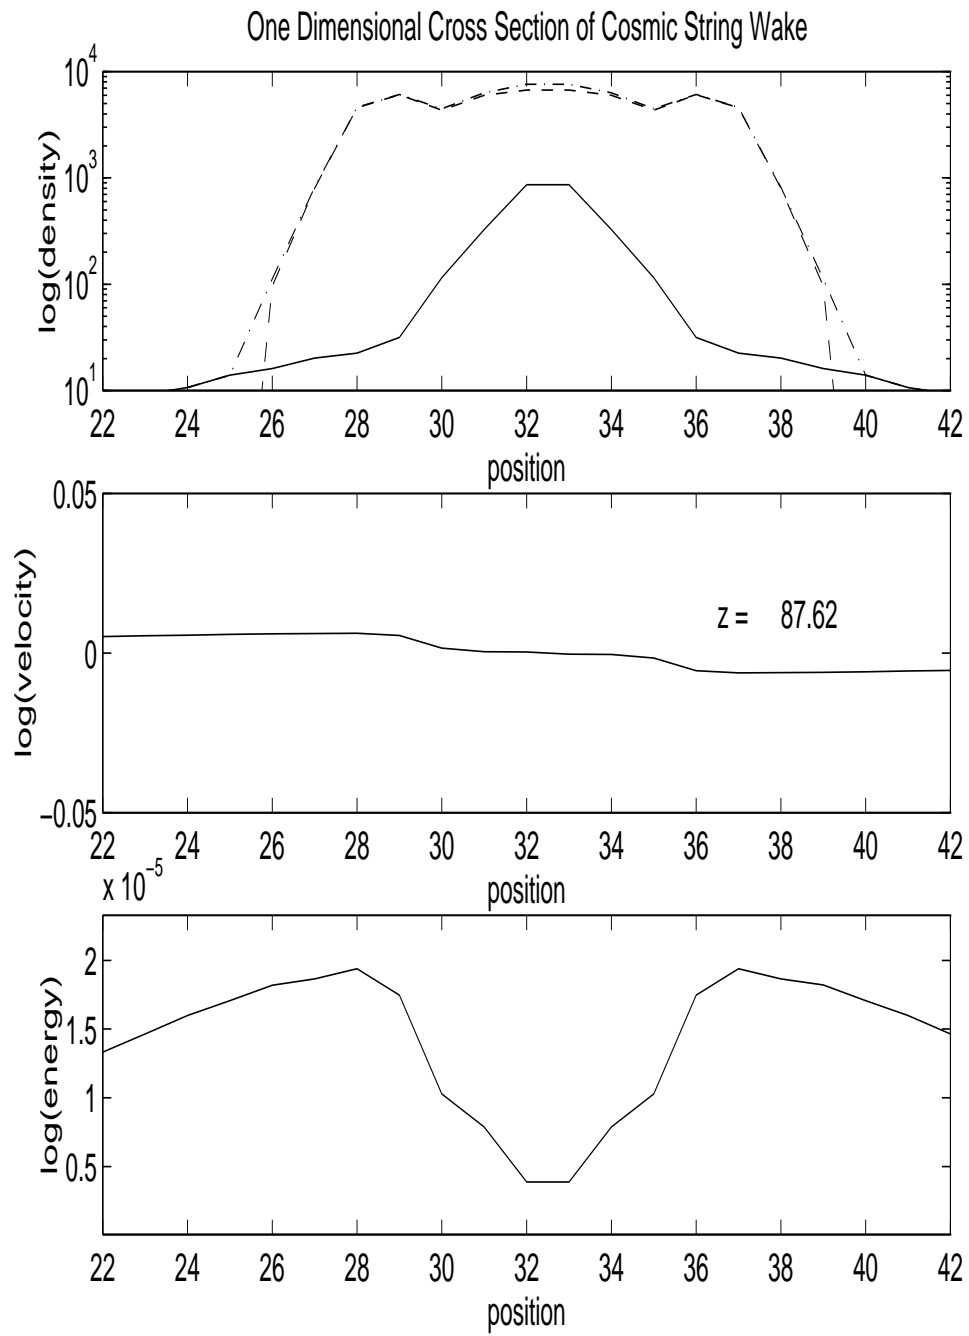 One Dimensional Cross Section of Cosmic String Wake
10^4
10^3
10^2
10^1
log(density)
22 24 26 28 30 32 34 36 38 40 42
position
0.05
0
−0.05
log(velocity)
z = 87.62
22 24 26 28 30 32 34 36 38 40 42
position
x 10^−5
2
1.5
1
0.5
log(energy)
22 24 26 28 30 32 34 36 38 40 42
position